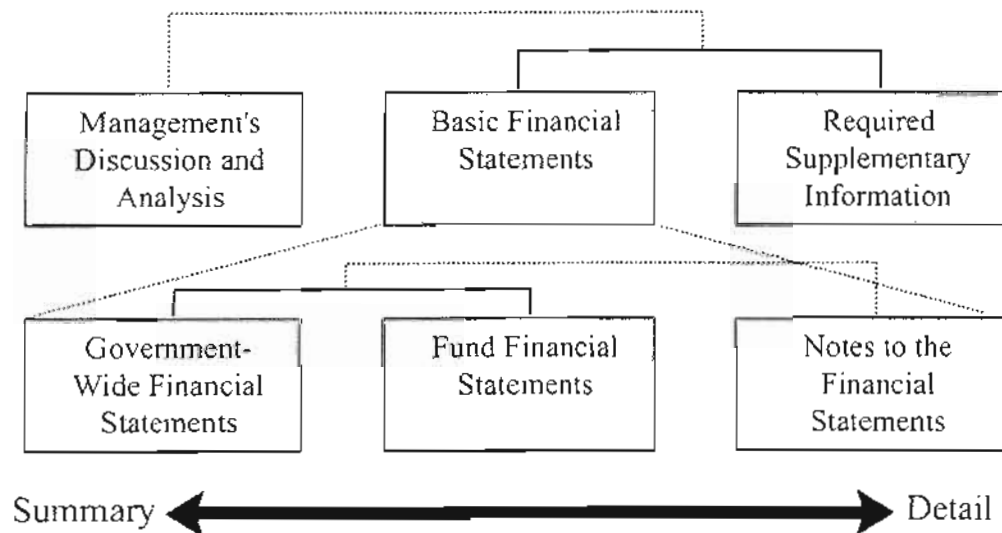 Management's
Discussion and
Analysis
Basic Financial
Statements
Required
Supplementary
Information
Government-
Wide Financial
Statements
Fund Financial
Statements
Notes to the
Financial
Statements
Summary
Detail